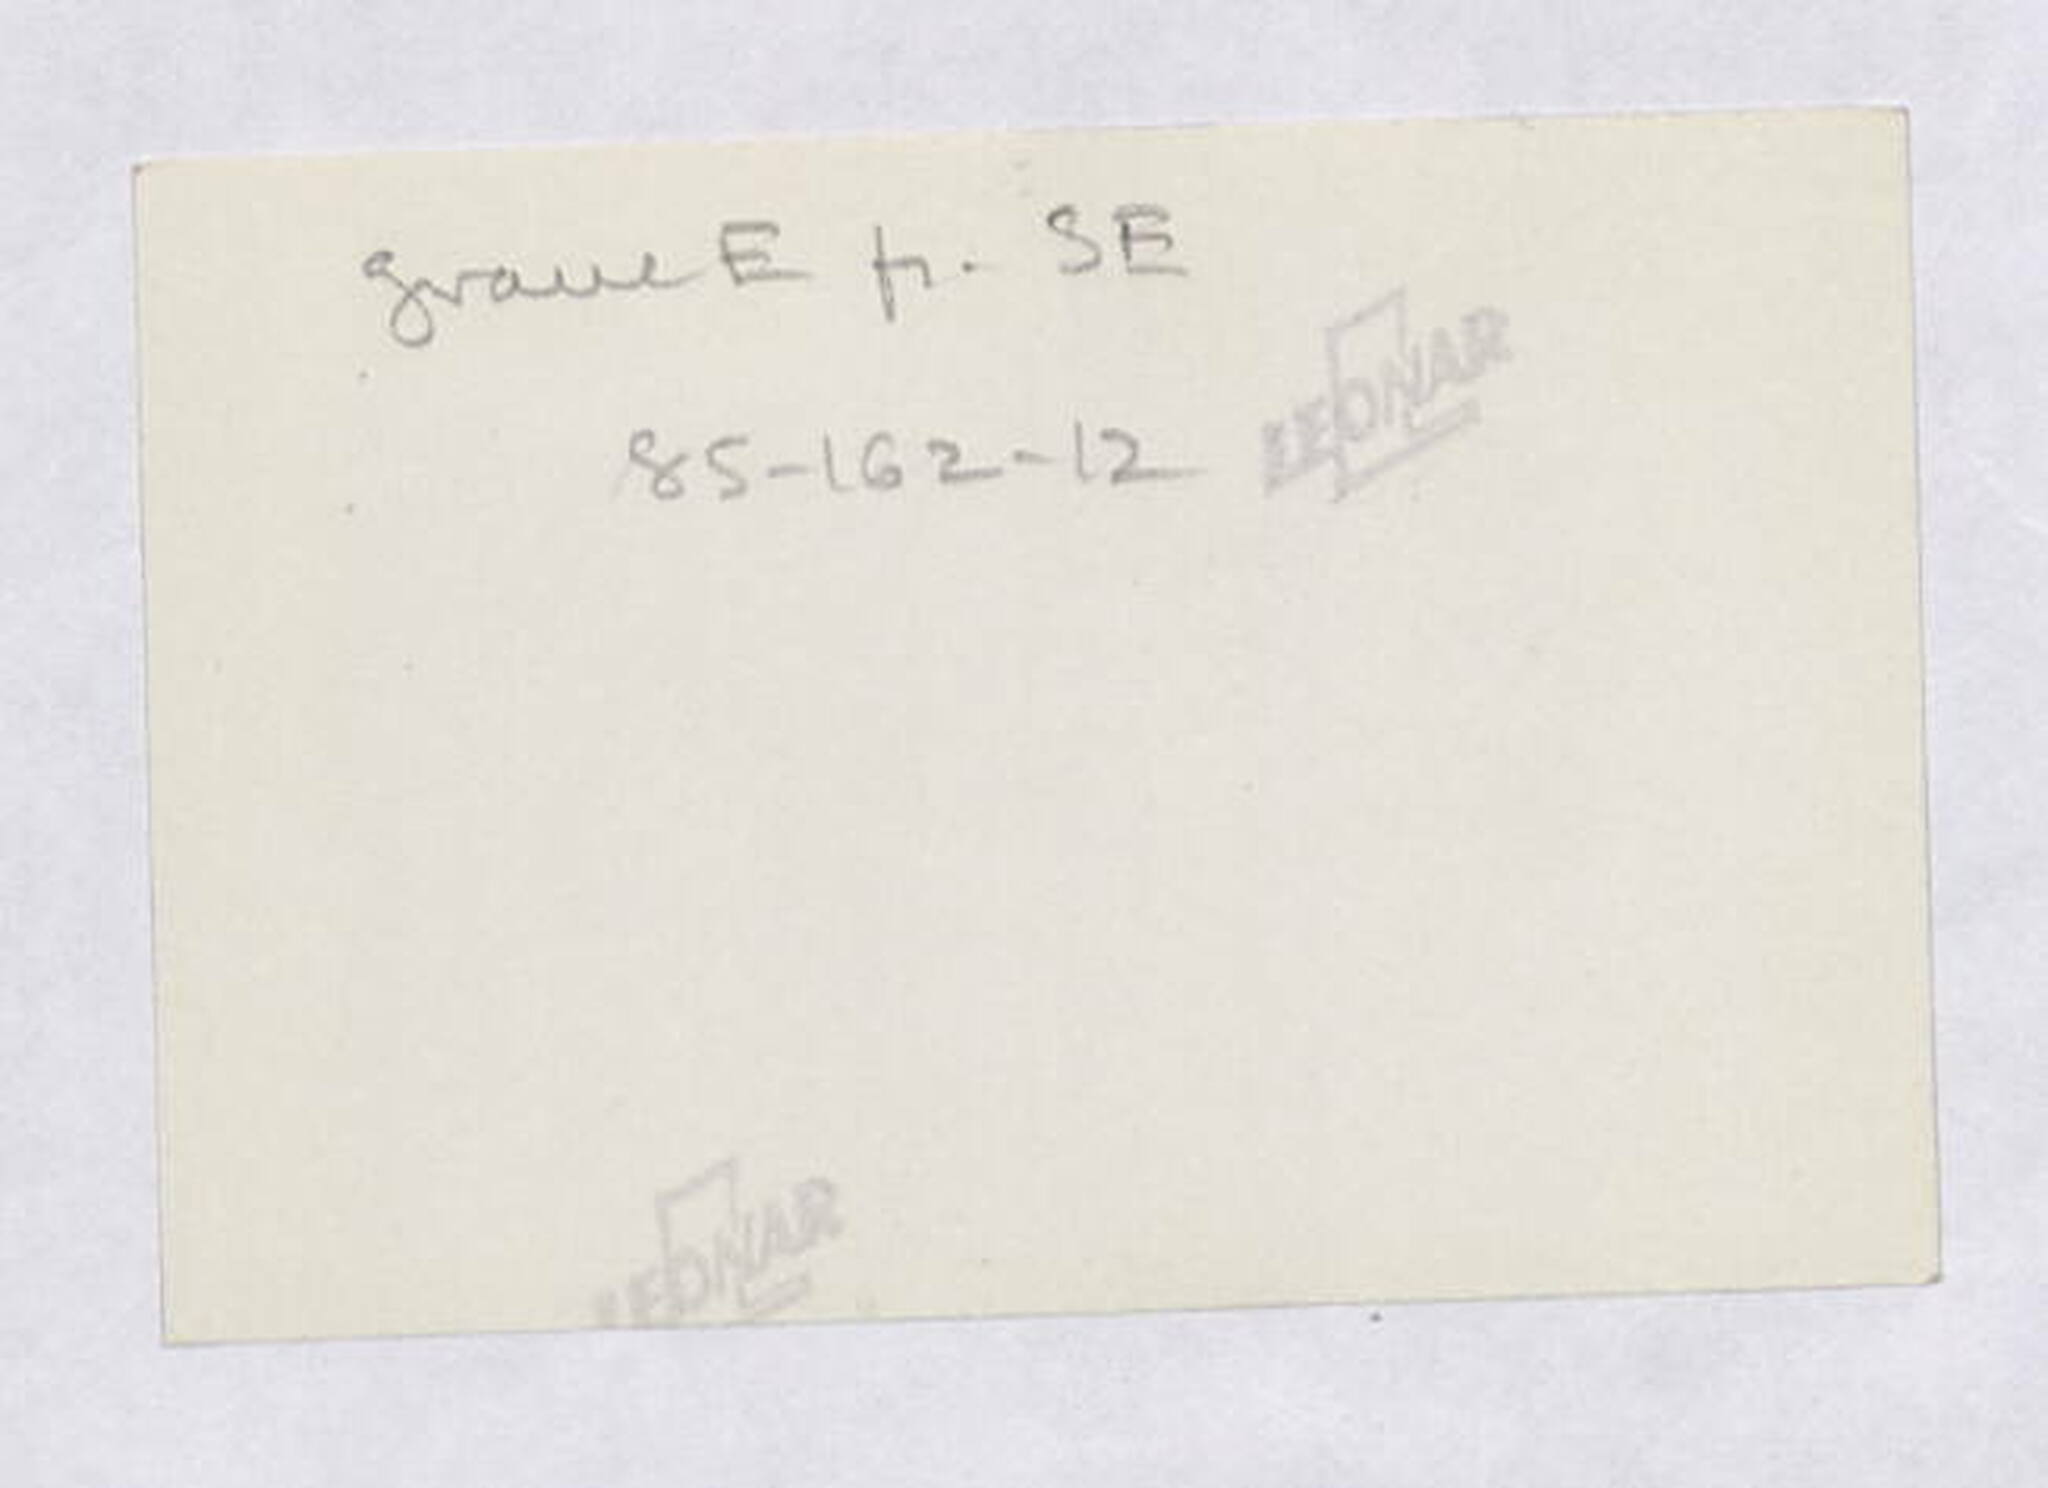 grave E fr. SE
85-162-12
LEONAR
LEONAR